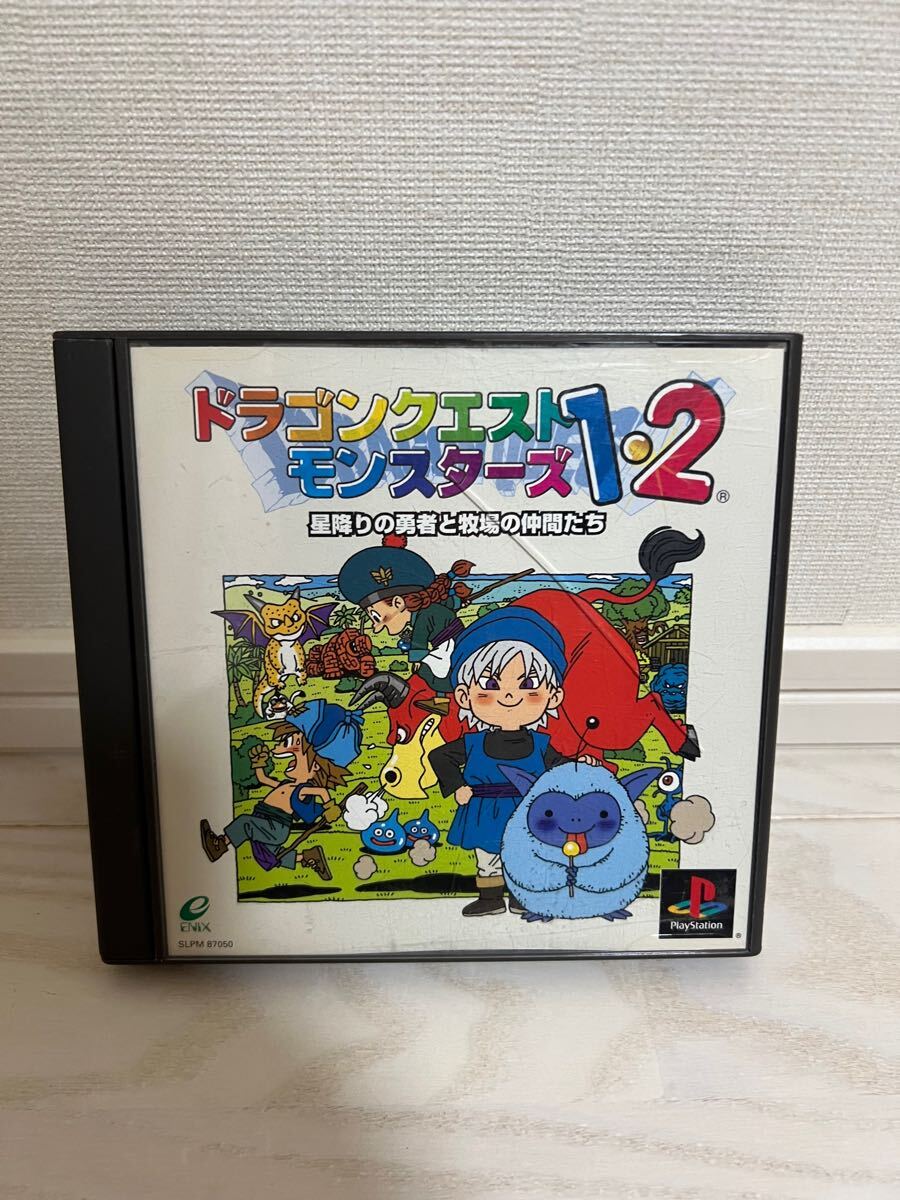 ドラゴンクエスト
モンスターズ1・2
®
星降りの勇者と牧場の仲間たち
ENIX
SLPM 87050
PlayStation
®